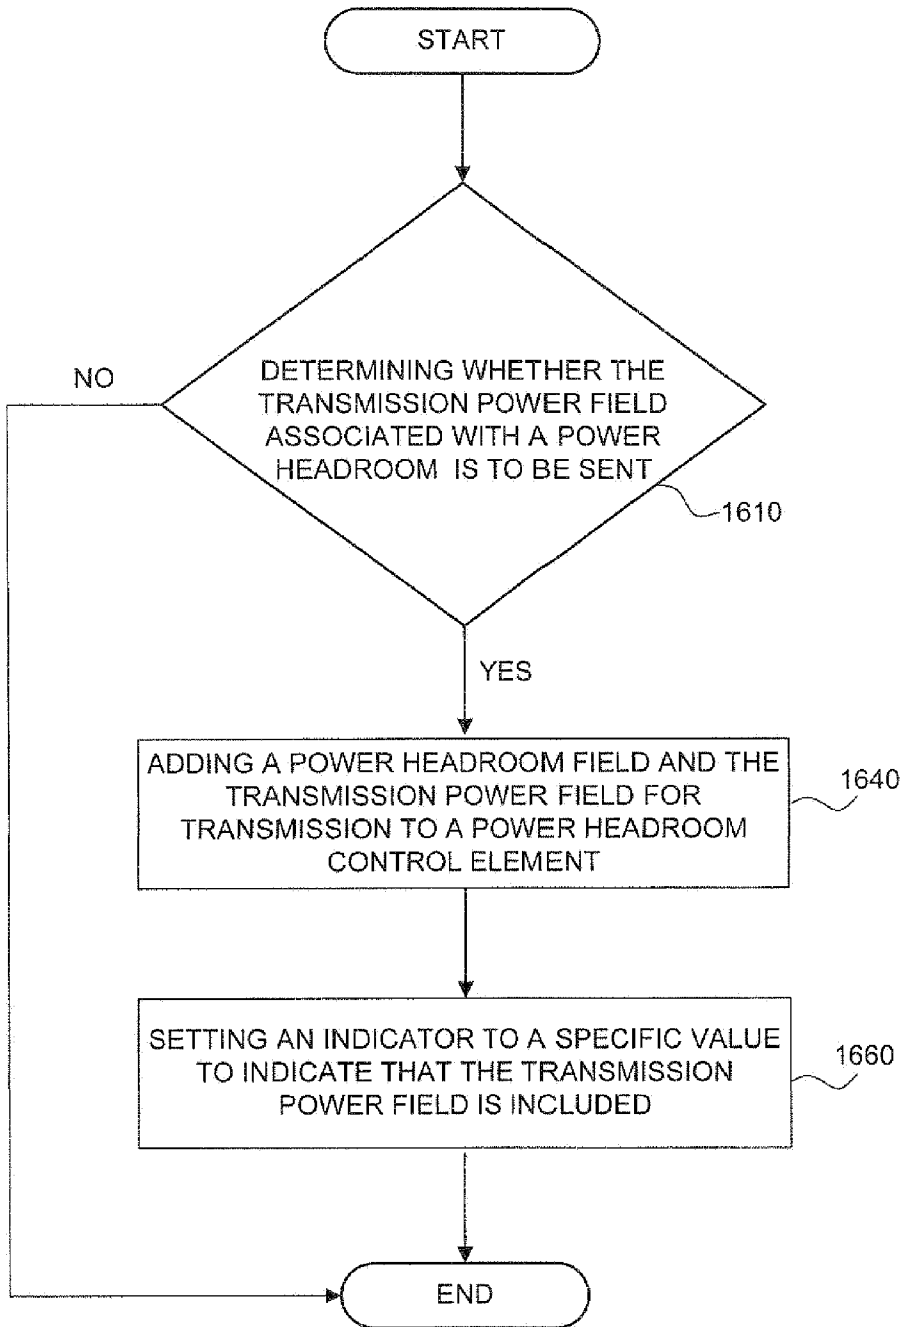 START
NO
DETERMINING WHETHER THE
TRANSMISSION POWER FIELD
ASSOCIATED WITH A POWER
HEADROOM IS TO BE SENT
1610
YES
ADDING A POWER HEADROOM FIELD AND THE
TRANSMISSION POWER FIELD FOR
TRANSMISSION TO A POWER HEADROOM
CONTROL ELEMENT
1640
SETTING AN INDICATOR TO A SPECIFIC VALUE
TO INDICATE THAT THE TRANSMISSION
POWER FIELD IS INCLUDED
1660
END